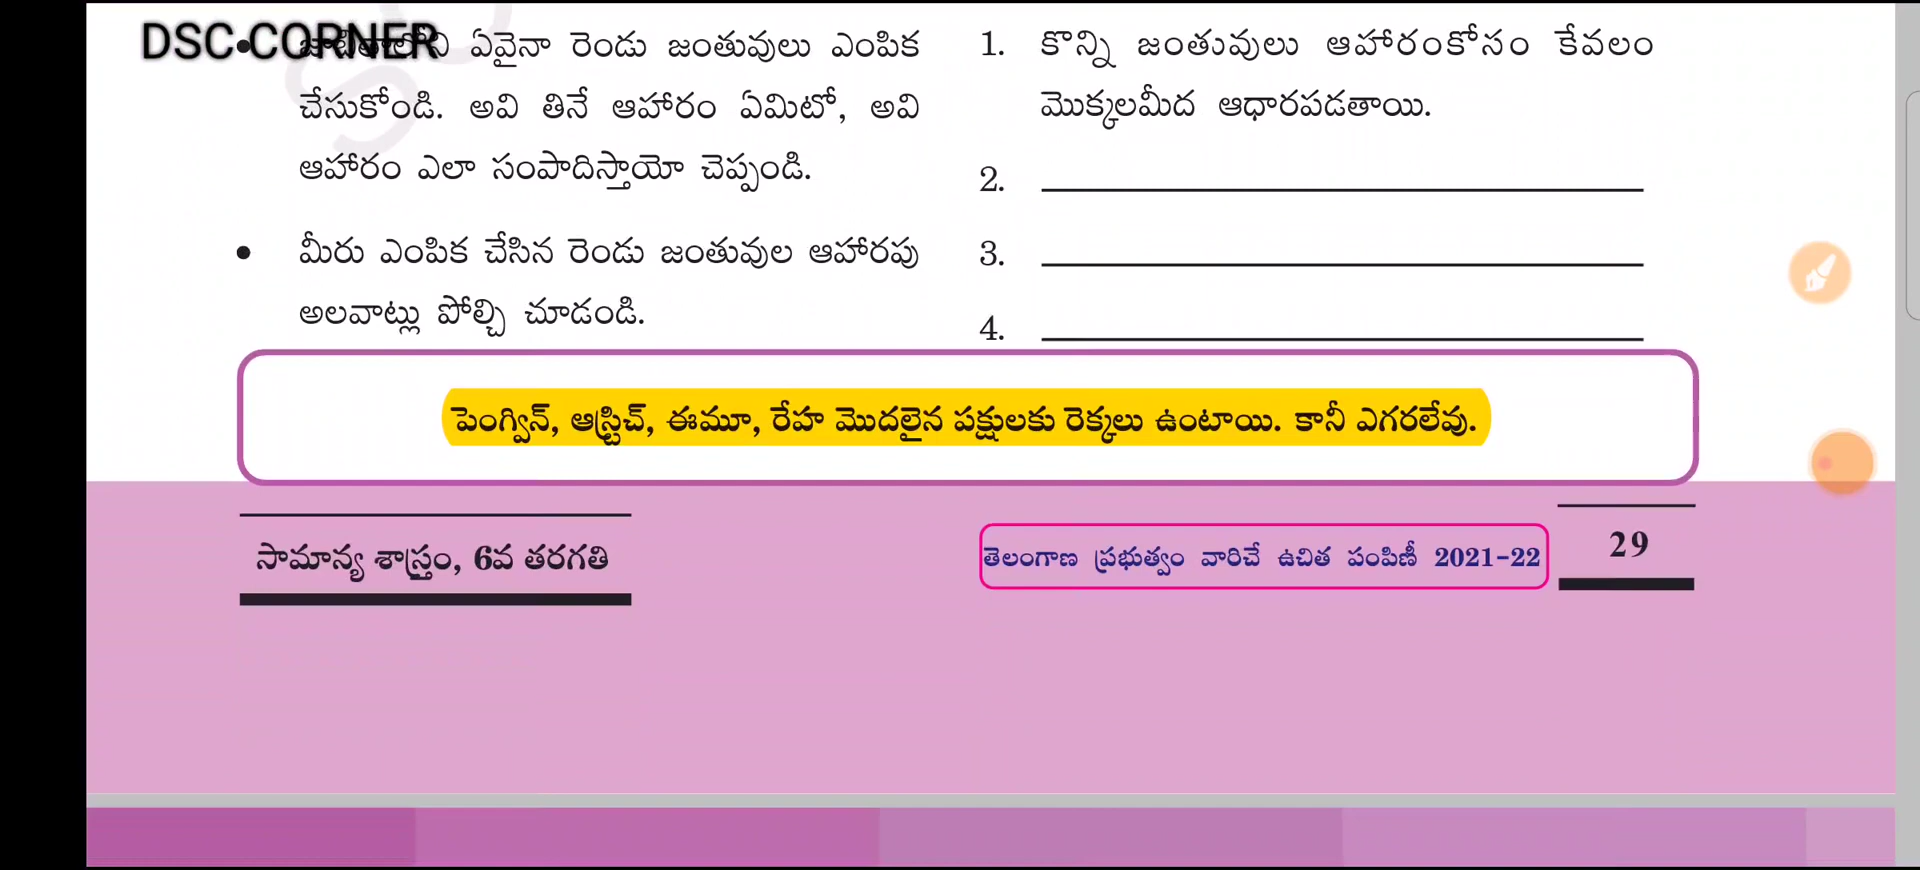 DSC CORNER
• ఏవైనా రెండు జంతువులు ఎంపిక
చేసుకోండి. అవి తినే ఆహారం ఏమిటో, అవి
ఆహారం ఎలా సంపాదిస్తాయో చెప్పండి.
• మీరు ఎంపిక చేసిన రెండు జంతువుల ఆహారపు
అలవాట్లు పోల్చి చూడండి.
1. కొన్ని జంతువులు ఆహారంకోసం కేవలం
మొక్కలమీద ఆధారపడతాయి.
2.
3.
4.
పెంగ్విన్, ఆస్ట్రిచ్, ఈమూ, రేహ మొదలైన పక్షులకు రెక్కలు ఉంటాయి. కానీ ఎగరలేవు.
సామాన్య శాస్త్రం, 6వ తరగతి
తెలంగాణ ప్రభుత్వం వారిచే ఉచిత పంపిణీ 2021-22
29